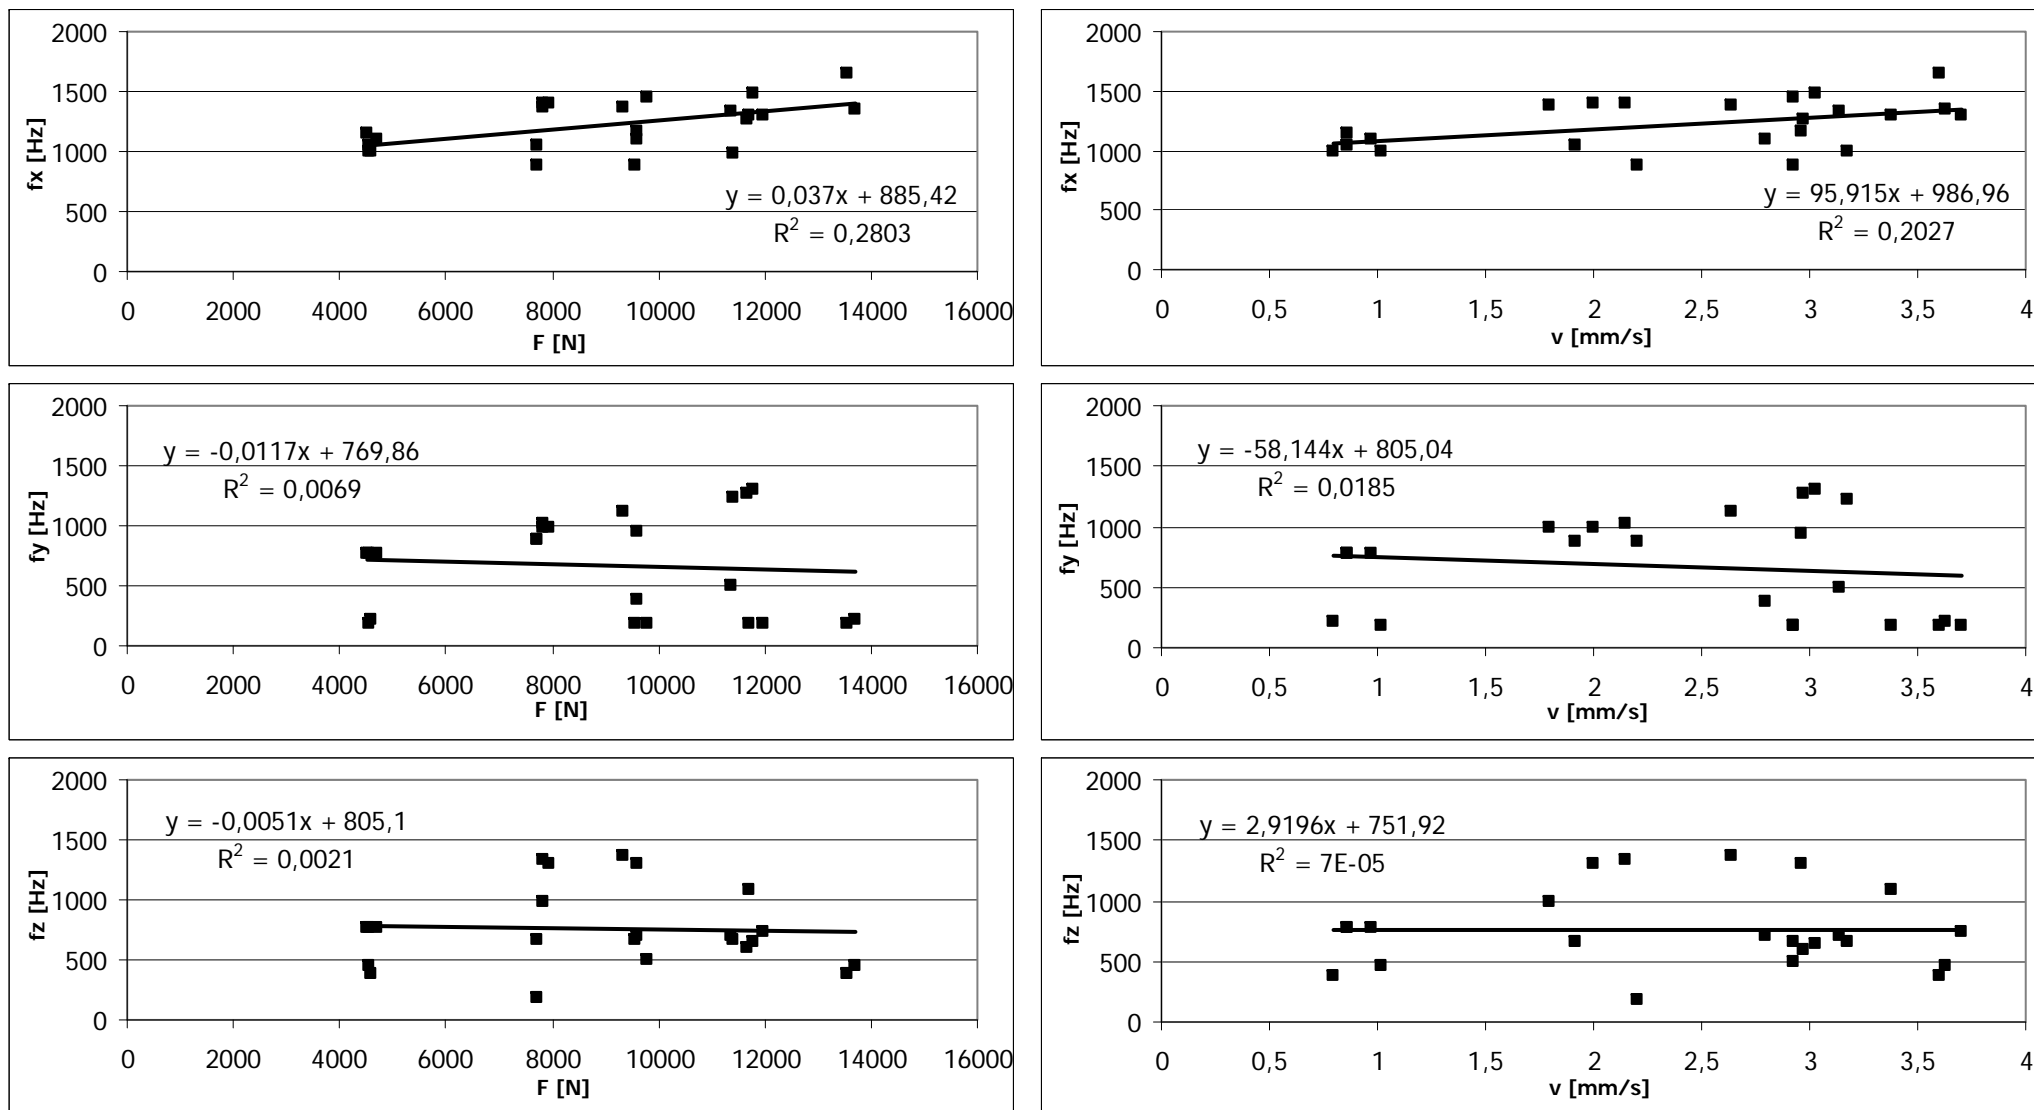 2000
1500
1000
500
0
fx [Hz]
y = 0,037x + 885,42
R² = 0,2803
0 2000 4000 6000 8000 10000 12000 14000 16000
F [N]
2000
1500
1000
500
0
fx [Hz]
y = 95,915x + 986,96
R² = 0,2027
0 0,5 1 1,5 2 2,5 3 3,5 4
v [mm/s]
2000
1500
1000
500
0
fy [Hz]
y = -0,0117x + 769,86
R² = 0,0069
0 2000 4000 6000 8000 10000 12000 14000 16000
F [N]
2000
1500
1000
500
0
fy [Hz]
y = -58,144x + 805,04
R² = 0,0185
0 0,5 1 1,5 2 2,5 3 3,5 4
v [mm/s]
2000
1500
1000
500
0
fz [Hz]
y = -0,0051x + 805,1
R² = 0,0021
0 2000 4000 6000 8000 10000 12000 14000 16000
F [N]
2000
1500
1000
500
0
fz [Hz]
y = 2,9196x + 751,92
R² = 7E-05
0 0,5 1 1,5 2 2,5 3 3,5 4
v [mm/s]